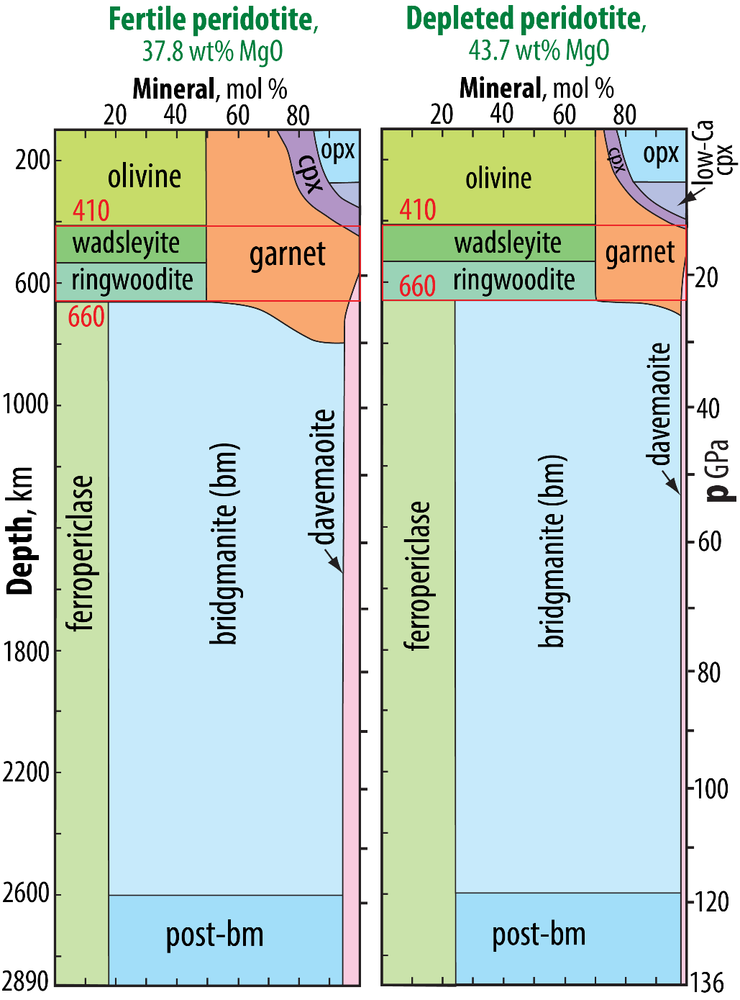 Fertile peridotite,
37.8 wt% MgO
Mineral, mol %
20 40 60 80
Depleted peridotite,
43.7 wt% MgO
Mineral, mol %
20 40 60 80
Depth, km
200
600
1000
1800
2200
2600
2890
olivine
410
wadsleyite
ringwoodite
660
garnet
cpx
opx
ferropericlase
bridgmanite (bm)
davemaoite
post-bm
olivine
410
wadsleyite
660
ringwoodite
garnet
cpx
opx
low-Ca
cpx
ferropericlase
bridgmanite (bm)
davemaoite
post-bm
20
40
p GPa
60
80
100
120
136